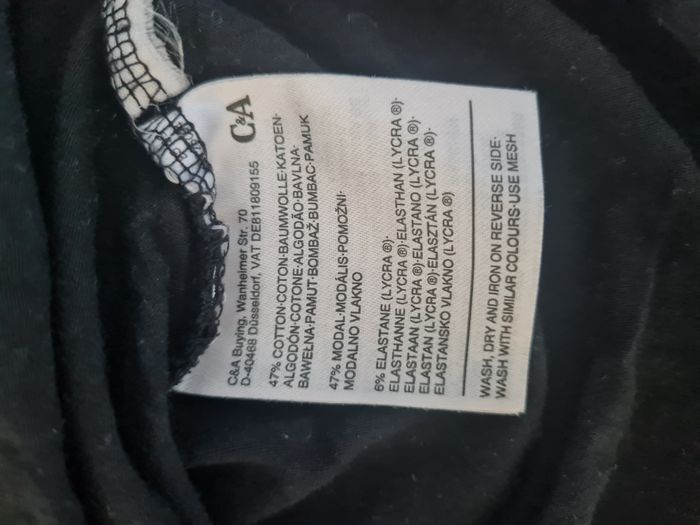 C&A
C&A Buying, Wanheimer Str. 70
D-40468 Düsseldorf, VAT DE811809155
47% COTTON·COTON·BAUMWOLLE·KATOEN·
ALGODÓN·COTONE·ALGODÃO·BAVLNA·
BAWEŁNA·PAMUT·BOMBAŽ·BUMBAC·PAMUK
47% MODAL·MODÁLIS·POMOŽNI·
MODALNO VLAKNO
6% ELASTANE (LYCRA ®)·
ELASTHANNE (LYCRA ®)·ELASTHAN (LYCRA ®)·
ELASTAAN (LYCRA ®)·ELASTANO (LYCRA ®)·
ELASTAN (LYCRA ®)·ELASZTÁN (LYCRA ®)·
ELASTANSKO VLAKNO (LYCRA ®)
WASH, DRY AND IRON ON REVERSE SIDE·
WASH WITH SIMILAR COLOURS·USE MESH